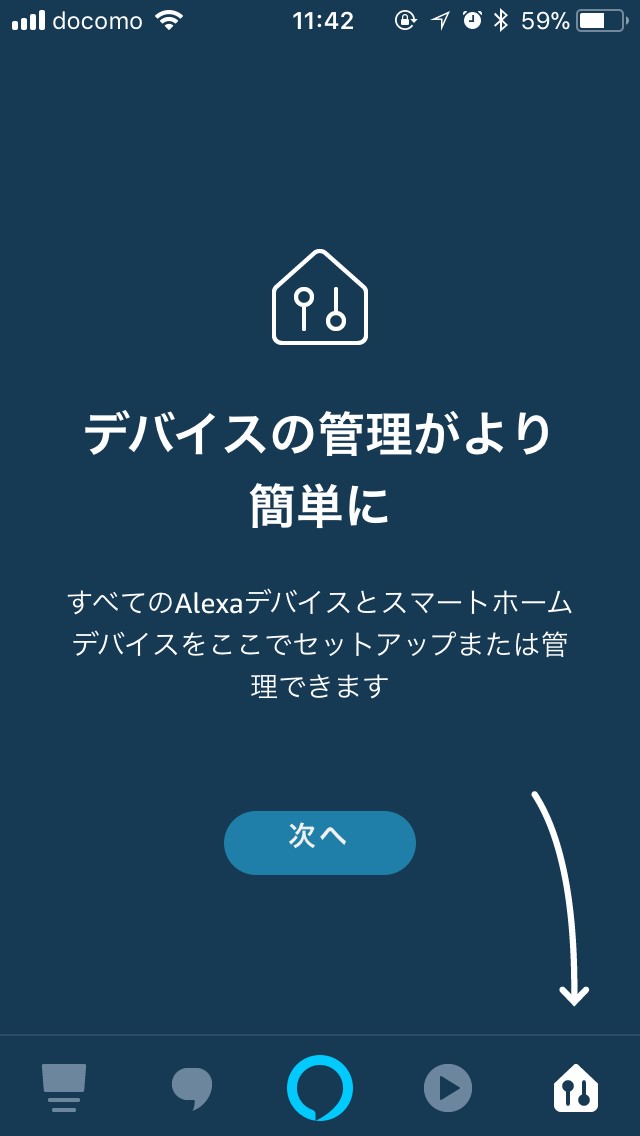 docomo 11:42 59%
デバイスの管理がより
簡単に
すべてのAlexaデバイスとスマートホーム
デバイスをここでセットアップまたは管
理できます
次へ